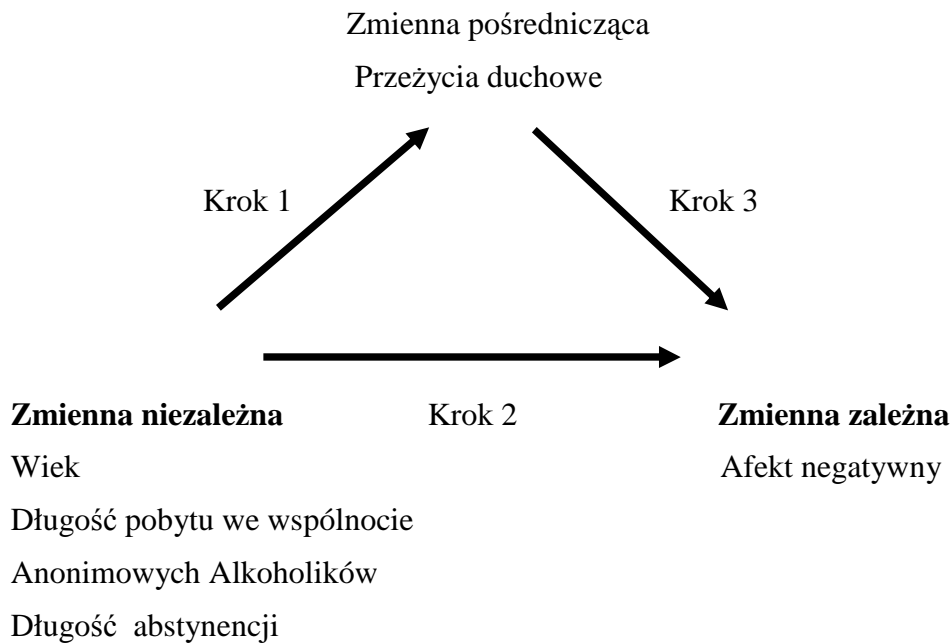 Zmienna pośrednicząca
Przeżycia duchowe
Krok 1
Krok 3
Zmienna niezależna
Krok 2
Zmienna zależna
Wiek
Afekt negatywny
Długość pobytu we wspólnocie
Anonimowych Alkoholików
Długość abstynencji